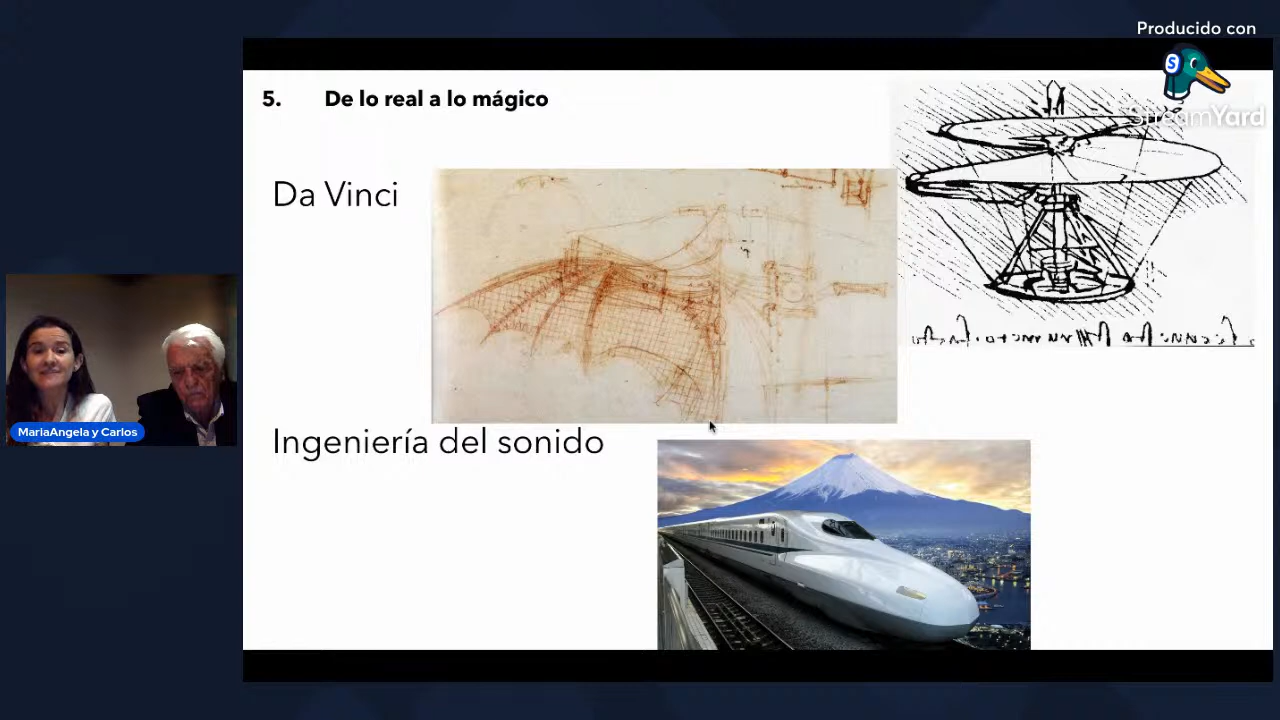 Producido con
StreamYard
5. De lo real a lo mágico
Da Vinci
MariaAngela y Carlos
Ingeniería del sonido